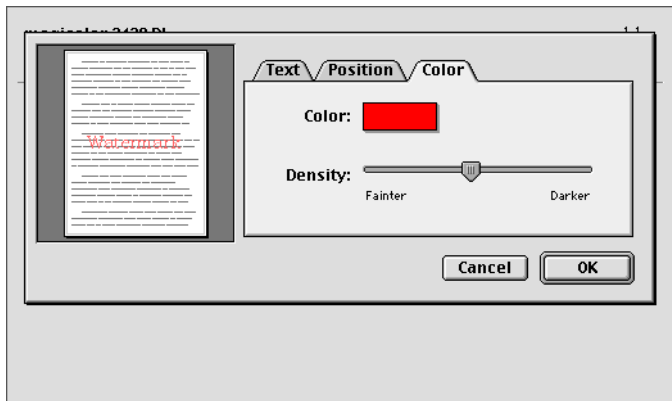 Text
Position
Color
Watermark
Color:
Density:
Fainter
Darker
Cancel
OK